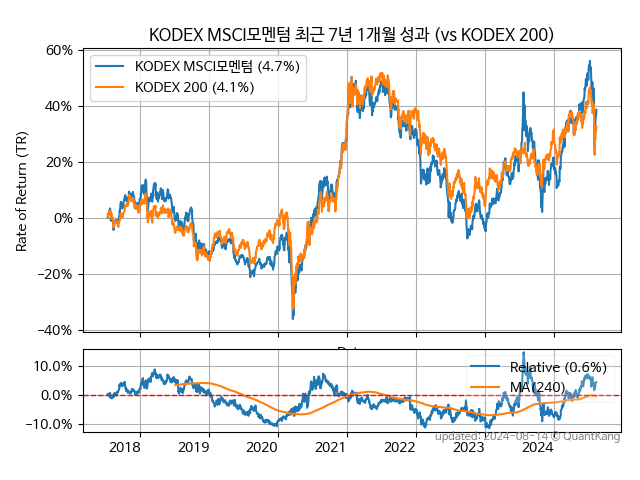 KODEX MSCI모멘텀 최근 7년 1개월 성과 (vs KODEX 200)
60%
40%
20%
0%
−20%
−40%
Rate of Return (TR)
KODEX MSCI모멘텀 (4.7%)
KODEX 200 (4.1%)
10.0%
0.0%
−10.0%
Relative (0.6%)
MA(240)
2018
2019
2020
2021
2022
2023
2024
updated: 2024-08-14 © QuantKang